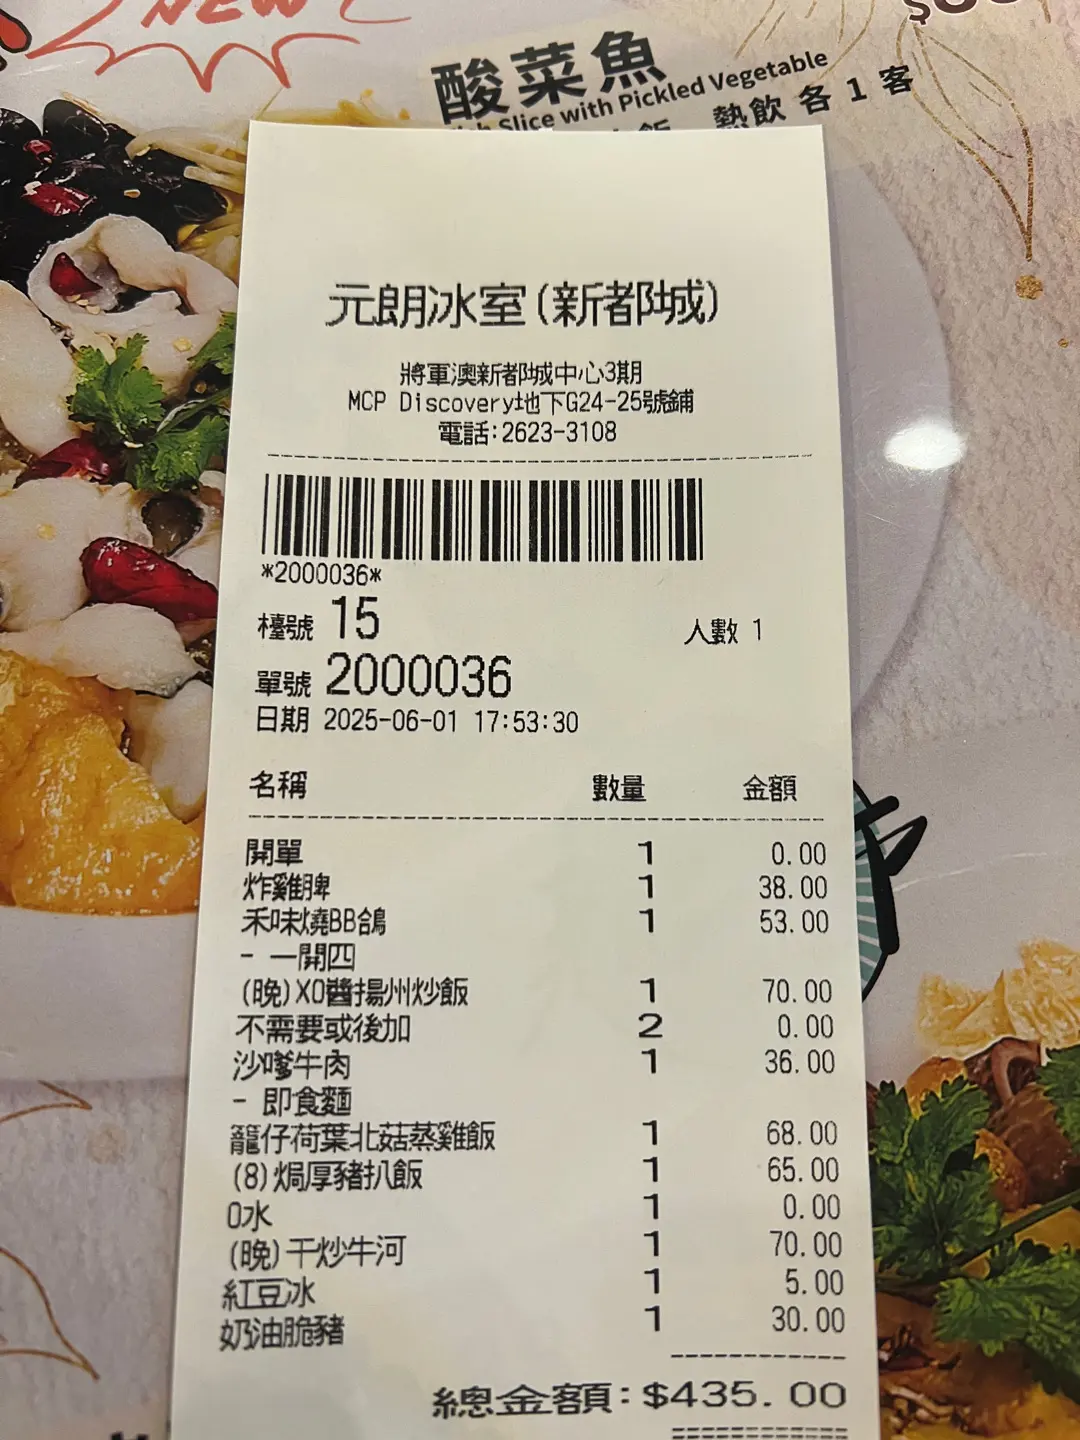 NEW
酸菜魚
Slice with Pickled Vegetable
飯 熱飲 各 1 客
元朗冰室(新都城)
將軍澳新都城中心3期
MCP Discovery地下G24-25號鋪
電話:2623-3108
*2000036*
檯號 15 人數 1
單號 2000036
日期 2025-06-01 17:53:30
名稱 數量 金額
開單 1 0.00
炸雞髀 1 38.00
禾味燒BB鴿 1 53.00
- 一開四
(晚)XO醬揚州炒飯 1 70.00
不需要或後加 2 0.00
沙嗲牛肉 1 36.00
- 即食麵
籠仔荷葉北菇蒸雞飯 1 68.00
(8)焗厚豬扒飯 1 65.00
O水 1 0.00
(晚)干炒牛河 1 70.00
紅豆冰 1 5.00
奶油脆豬 1 30.00
總金額:$435.00